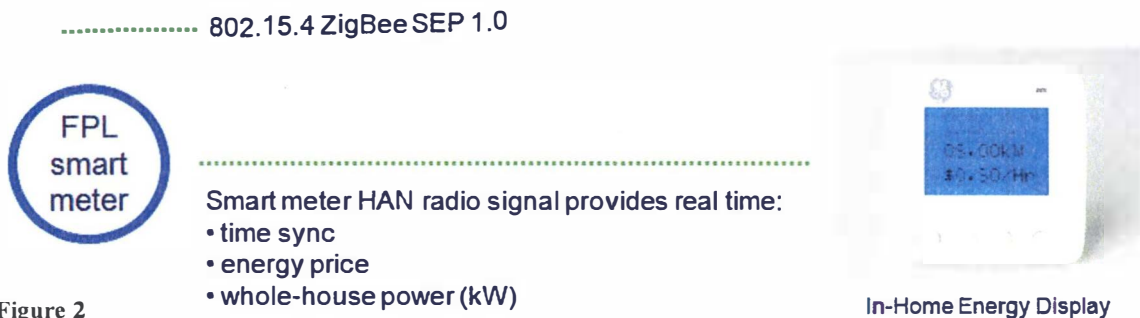 802.15.4 ZigBee SEP 1.0
FPL
smart
meter
Smart meter HAN radio signal provides real time:
• time sync
• energy price
• whole-house power (kW)
Figure 2
In-Home Energy Display